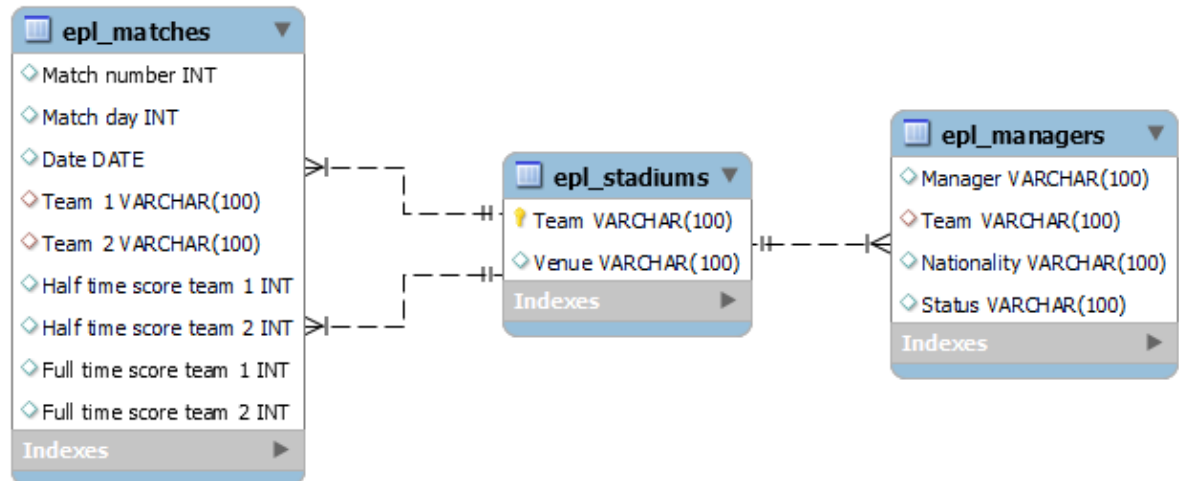 epl_matches
Match number INT
Match day INT
Date DATE
Team 1 VARCHAR(100)
Team 2 VARCHAR(100)
Half time score team 1 INT
Half time score team 2 INT
Full time score team 1 INT
Full time score team 2 INT
Indexes
epl_stadiums
Team VARCHAR(100)
Venue VARCHAR(100)
Indexes
epl_managers
Manager VARCHAR(100)
Team VARCHAR(100)
Nationality VARCHAR(100)
Status VARCHAR(100)
Indexes